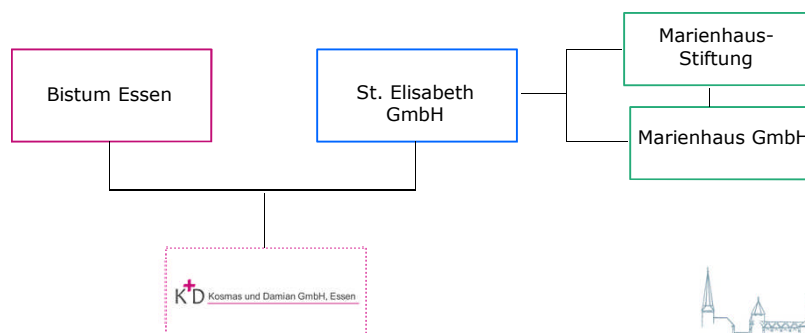 Marienhaus-
Stiftung
Bistum Essen
St. Elisabeth
GmbH
Marienhaus GmbH
K+D Kosmas und Damian GmbH, Essen